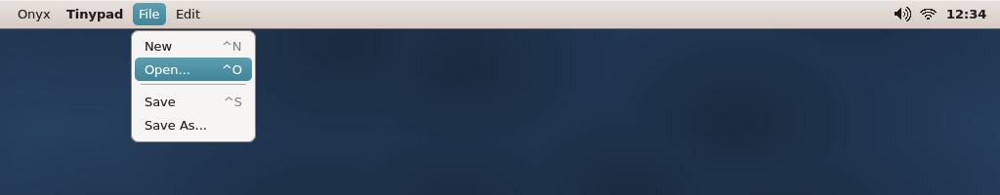 Onyx Tinypad File Edit 12:34
New ^N
Open... ^O
Save ^S
Save As...